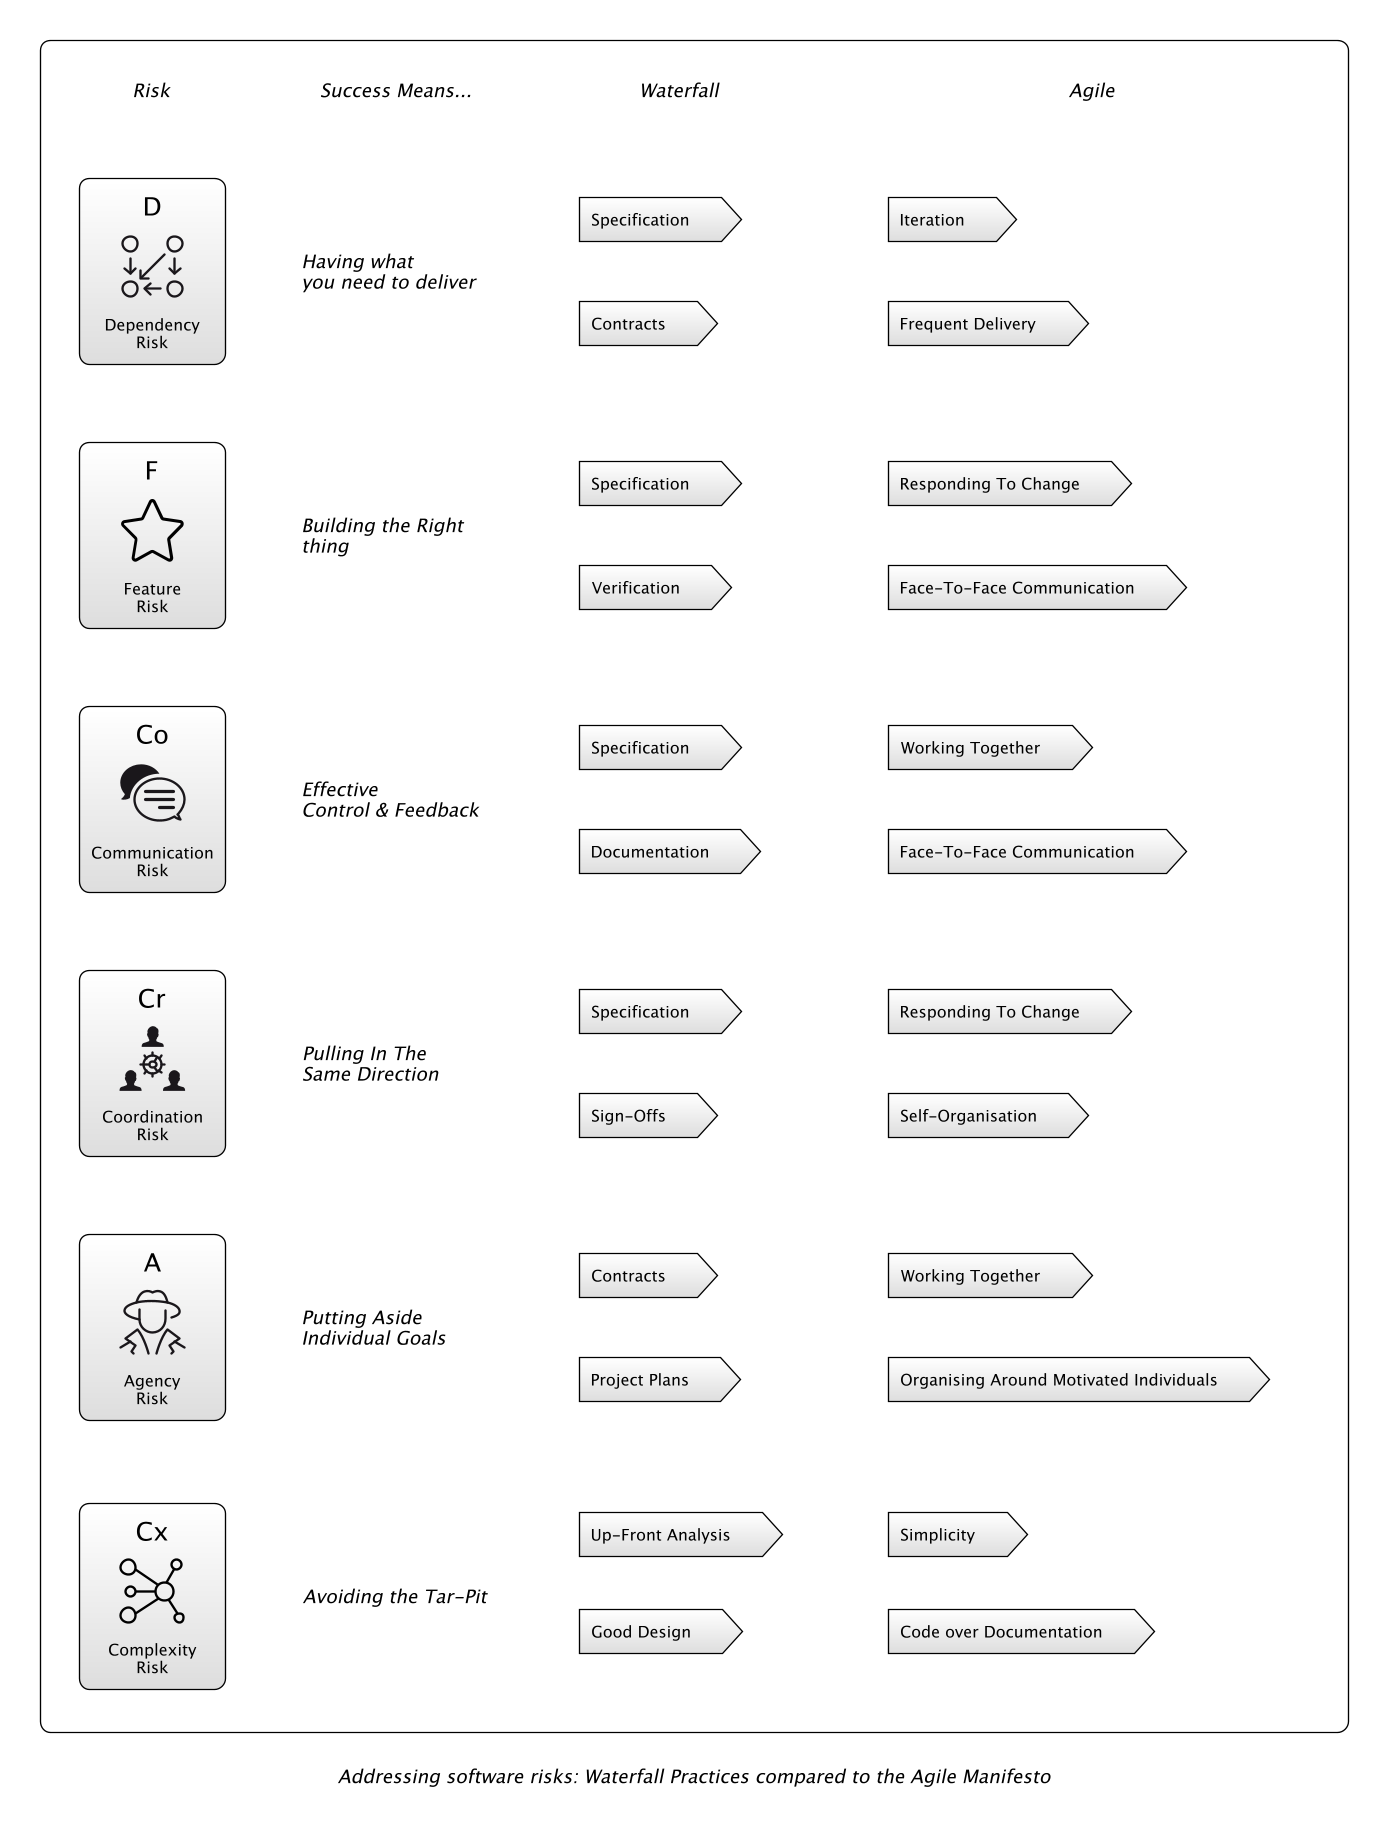 Risk
Success Means...
Waterfall
Agile
D
Dependency
Risk
Having what
you need to deliver
Specification
Contracts
Iteration
Frequent Delivery
F
Feature
Risk
Building the Right
thing
Specification
Verification
Responding To Change
Face-To-Face Communication
Co
Communication
Risk
Effective
Control & Feedback
Specification
Documentation
Working Together
Face-To-Face Communication
Cr
Coordination
Risk
Pulling In The
Same Direction
Specification
Sign-Offs
Responding To Change
Self-Organisation
A
Agency
Risk
Putting Aside
Individual Goals
Contracts
Project Plans
Working Together
Organising Around Motivated Individuals
Cx
Complexity
Risk
Avoiding the Tar-Pit
Up-Front Analysis
Good Design
Simplicity
Code over Documentation
Addressing software risks: Waterfall Practices compared to the Agile Manifesto